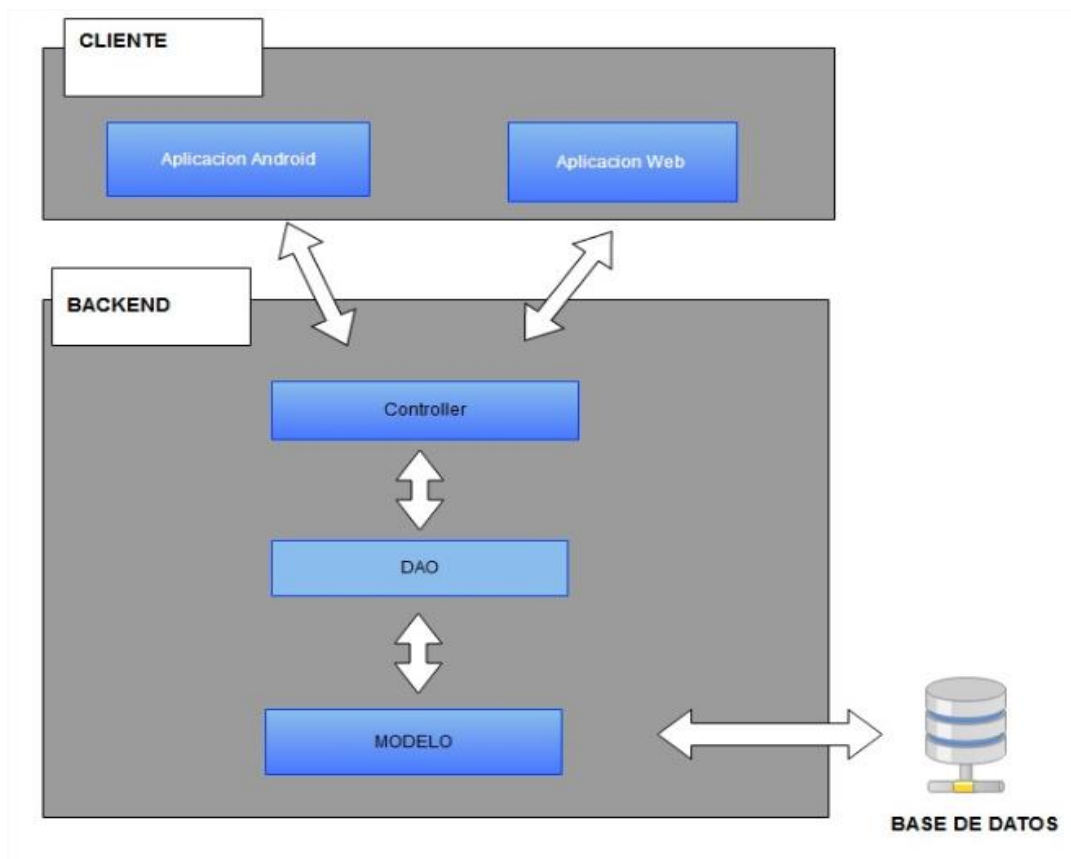 CLIENTE
Aplicacion Android
Aplicacion Web
BACKEND
Controller
DAO
MODELO
BASE DE DATOS